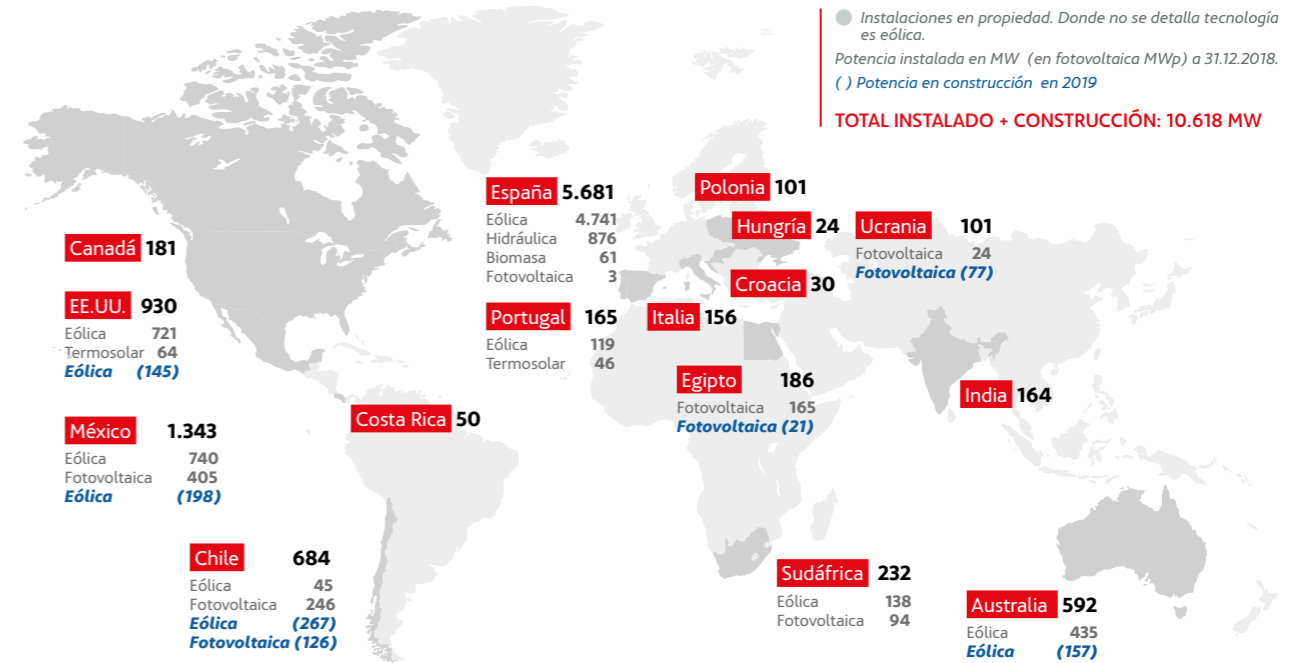 Instalaciones en propiedad. Donde no se detalla tecnología
es eólica.
Potencia instalada en MW (en fotovoltaica MWp) a 31.12.2018.
( ) Potencia en construcción en 2019
TOTAL INSTALADO + CONSTRUCCIÓN: 10.618 MW
Canadá 181
EE.UU. 930
Eólica 721
Termosolar 64
Eólica (145)
México 1.343
Eólica 740
Fotovoltaica 405
Eólica (198)
Costa Rica 50
Chile 684
Eólica 45
Fotovoltaica 246
Eólica (267)
Fotovoltaica (126)
España 5.681
Eólica 4.741
Hidráulica 876
Biomasa 61
Fotovoltaica 3
Portugal 165
Eólica 119
Termosolar 46
Polonia 101
Hungría 24
Ucrania 101
Fotovoltaica 24
Fotovoltaica (77)
Croacia 30
Italia 156
Egipto 186
Fotovoltaica 165
Fotovoltaica (21)
India 164
Sudáfrica 232
Eólica 138
Fotovoltaica 94
Australia 592
Eólica 435
Eólica (157)